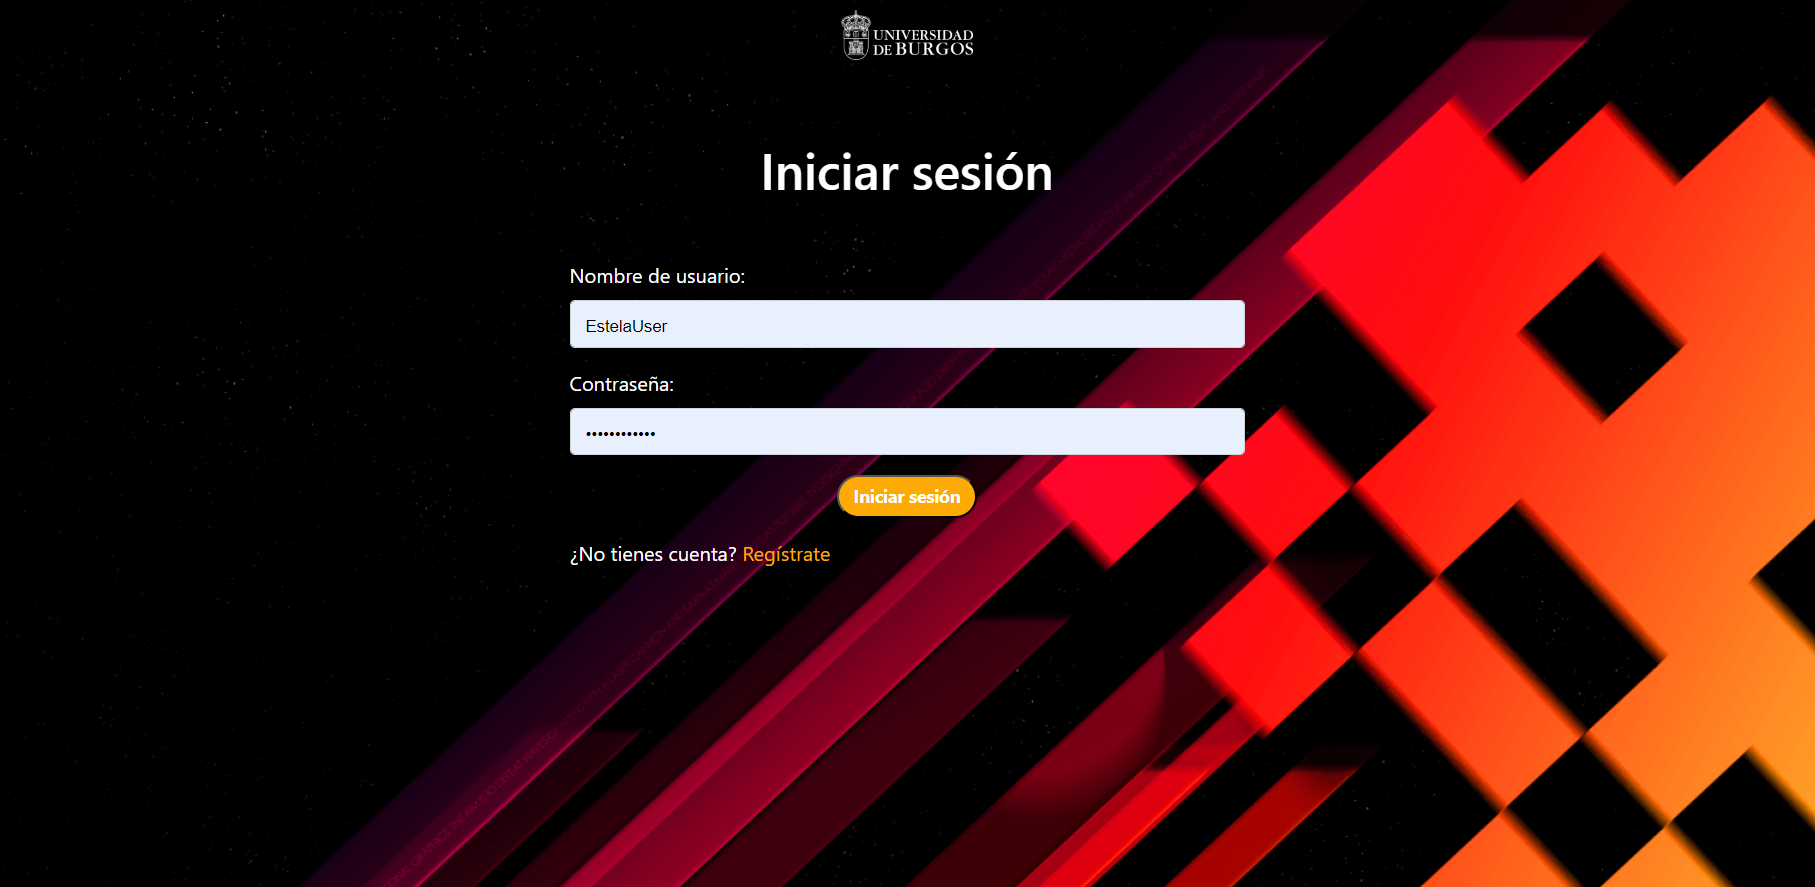 UNIVERSIDAD
DE BURGOS
Iniciar sesión
Nombre de usuario:
EstelaUser
Contraseña:
••••••••••••
Iniciar sesión
¿No tienes cuenta? Regístrate